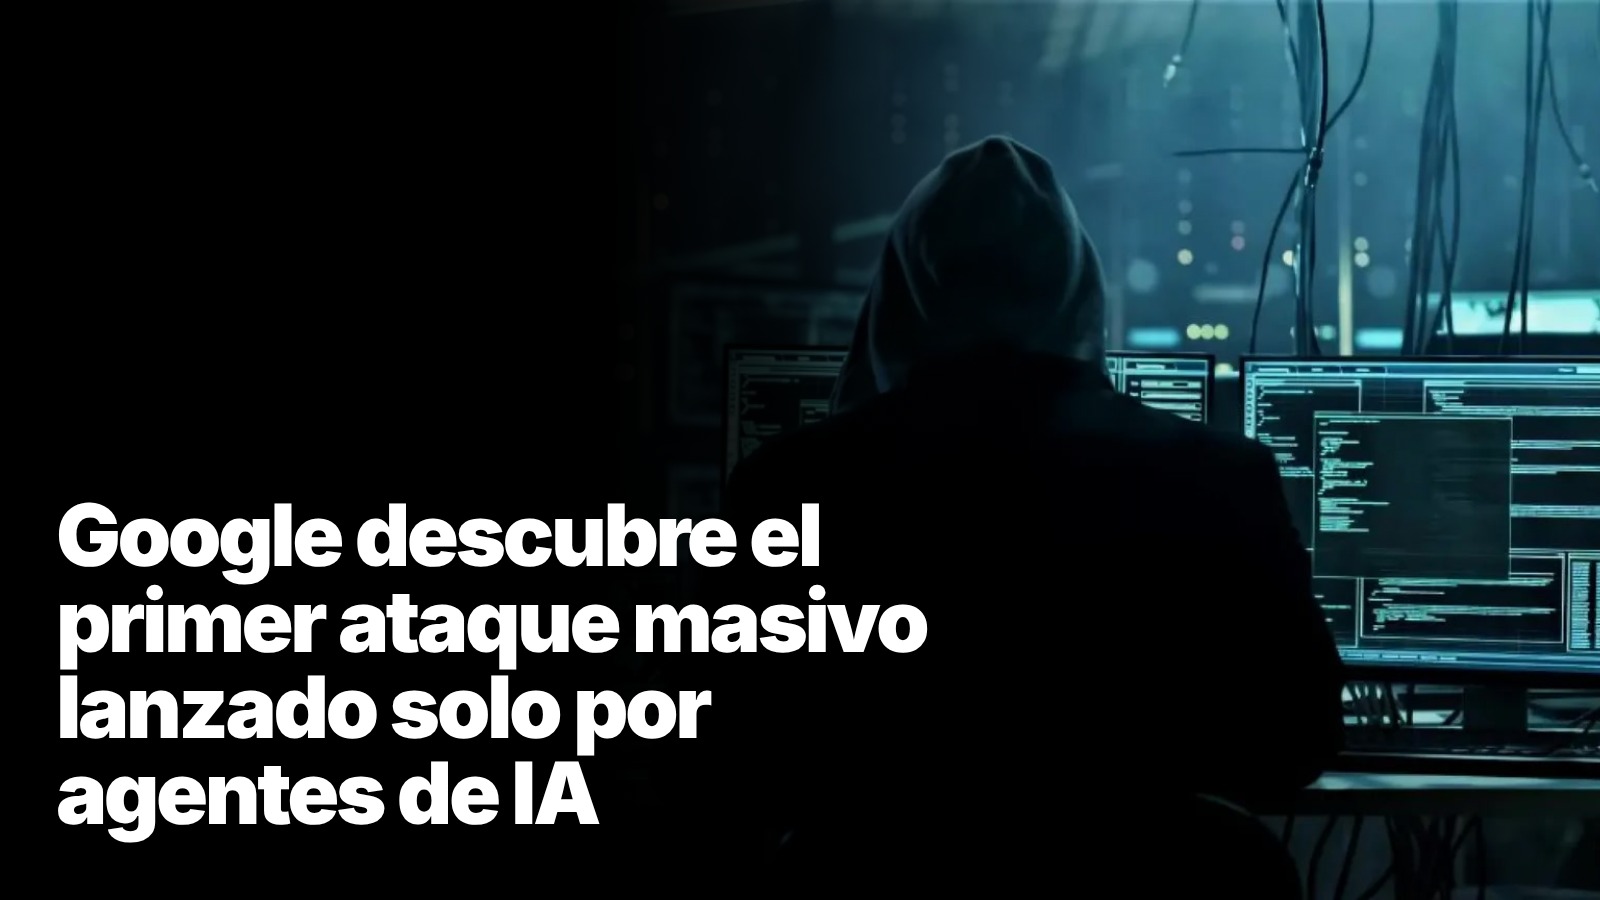 Google descubre el
primer ataque masivo
lanzado solo por
agentes de IA